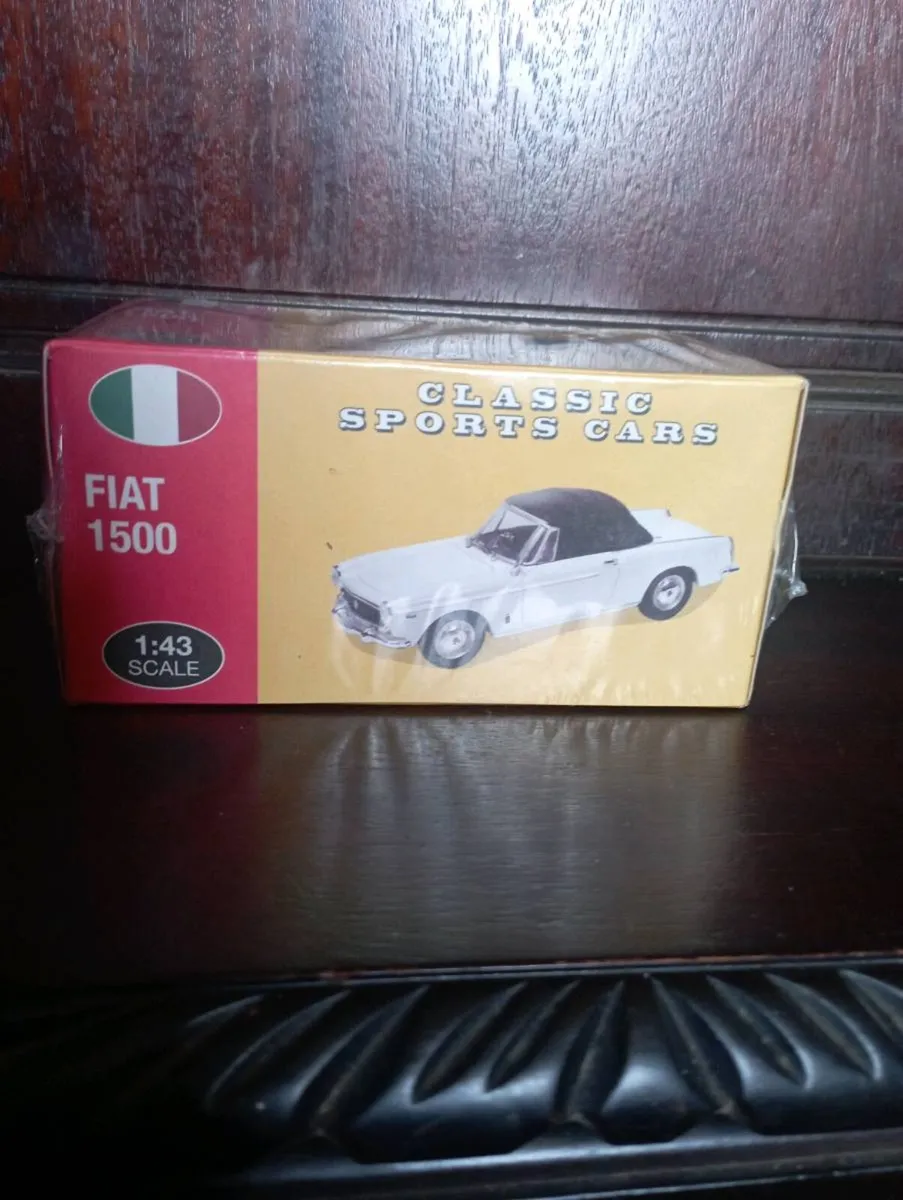 CLASSIC
SPORTS CARS
FIAT
1500
1:43
SCALE